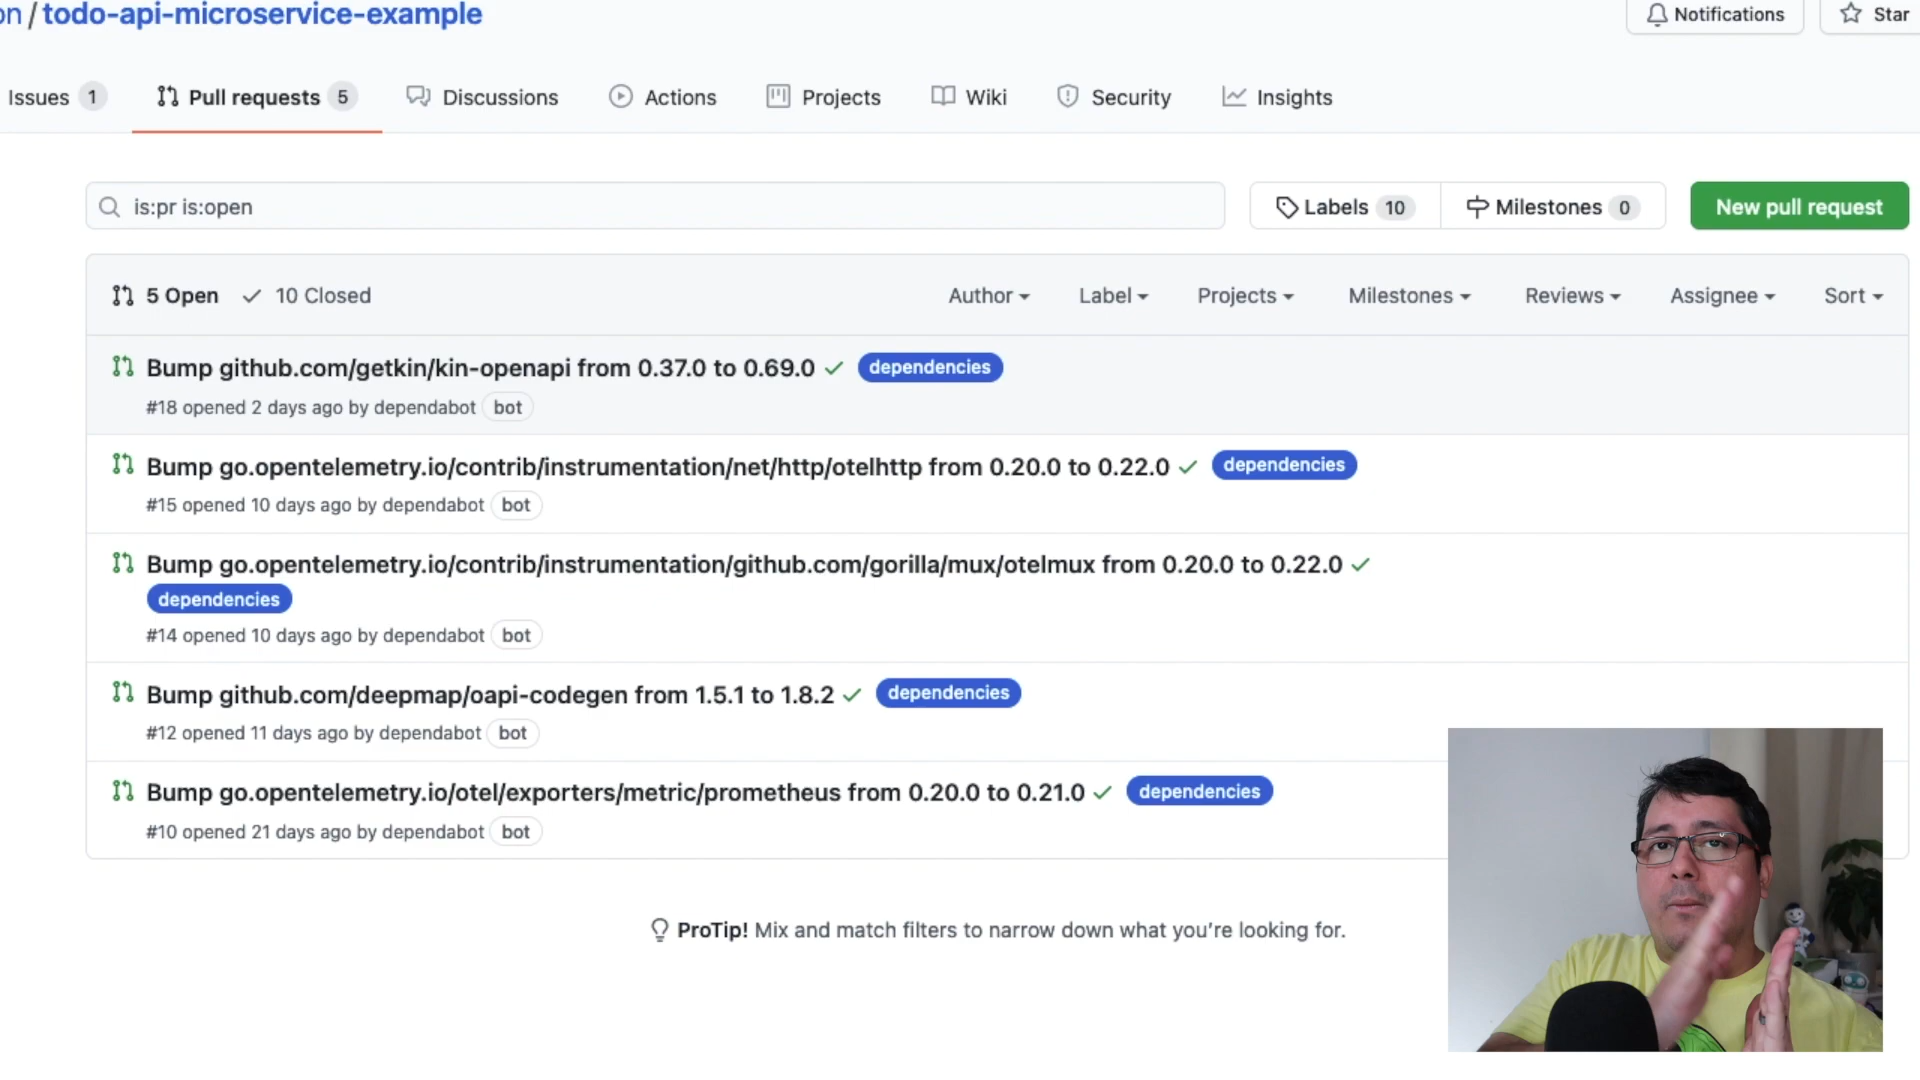 on / todo-api-microservice-example
Notifications
Star
Issues 1
Pull requests 5
Discussions
Actions
Projects
Wiki
Security
Insights
is:pr is:open
Labels 10
Milestones 0
New pull request
5 Open
10 Closed
Author
Label
Projects
Milestones
Reviews
Assignee
Sort
Bump github.com/getkin/kin-openapi from 0.37.0 to 0.69.0 dependencies
#18 opened 2 days ago by dependabot bot
Bump go.opentelemetry.io/contrib/instrumentation/net/http/otelhttp from 0.20.0 to 0.22.0 dependencies
#15 opened 10 days ago by dependabot bot
Bump go.opentelemetry.io/contrib/instrumentation/github.com/gorilla/mux/otelmux from 0.20.0 to 0.22.0
dependencies
#14 opened 10 days ago by dependabot bot
Bump github.com/deepmap/oapi-codegen from 1.5.1 to 1.8.2 dependencies
#12 opened 11 days ago by dependabot bot
Bump go.opentelemetry.io/otel/exporters/metric/prometheus from 0.20.0 to 0.21.0 dependencies
#10 opened 21 days ago by dependabot bot
ProTip! Mix and match filters to narrow down what you're looking for.